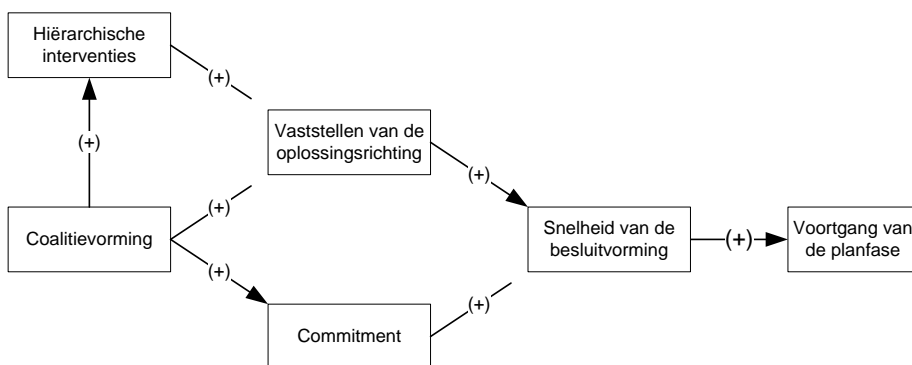 Hiërarchische
interventies
(+)
(+)
Vaststellen van de
oplossingsrichting
(+)
(+)
Coalitievorming
(+)
Snelheid van de
besluitvorming
(+)
Voortgang van
de planfase
(+)
Commitment